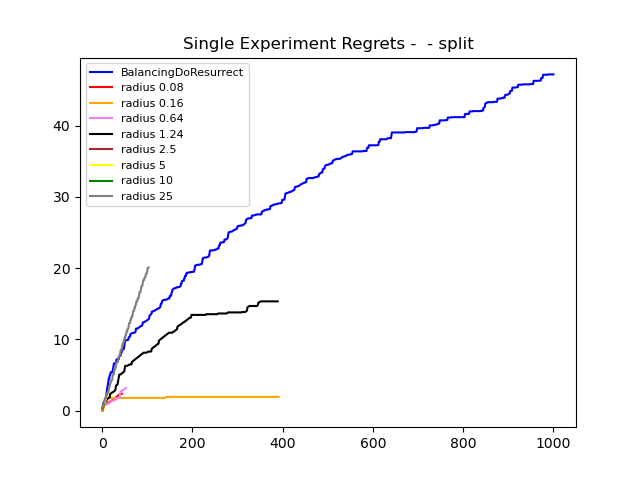 Single Experiment Regrets -  - split
BalancingDoResurrect
radius 0.08
radius 0.16
radius 0.64
radius 1.24
radius 2.5
radius 5
radius 10
radius 25
40
30
20
10
0
0 200 400 600 800 1000